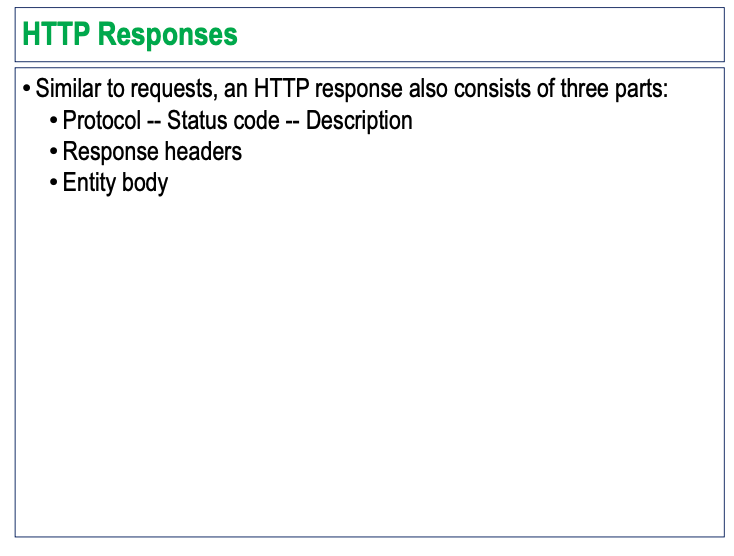 HTTP Responses
• Similar to requests, an HTTP response also consists of three parts:
• Protocol -- Status code -- Description
• Response headers
• Entity body